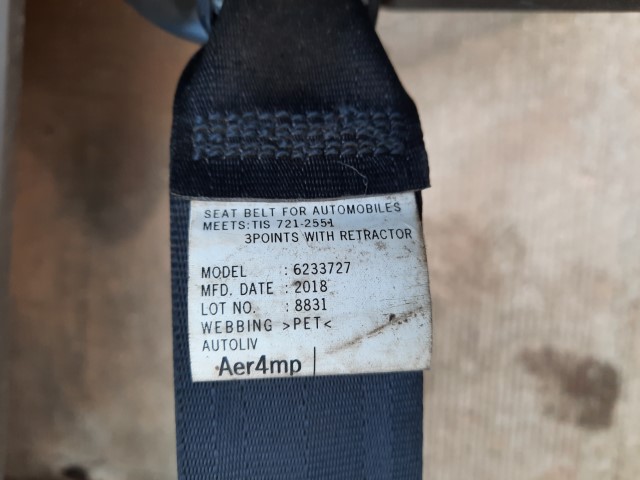 SEAT BELT FOR AUTOMOBILES
MEETS:TIS 721-2551
3POINTS WITH RETRACTOR
MODEL : 6233727
MFD. DATE : 2018
LOT NO. : 8831
WEBBING >PET<
AUTOLIV
Aer4mp